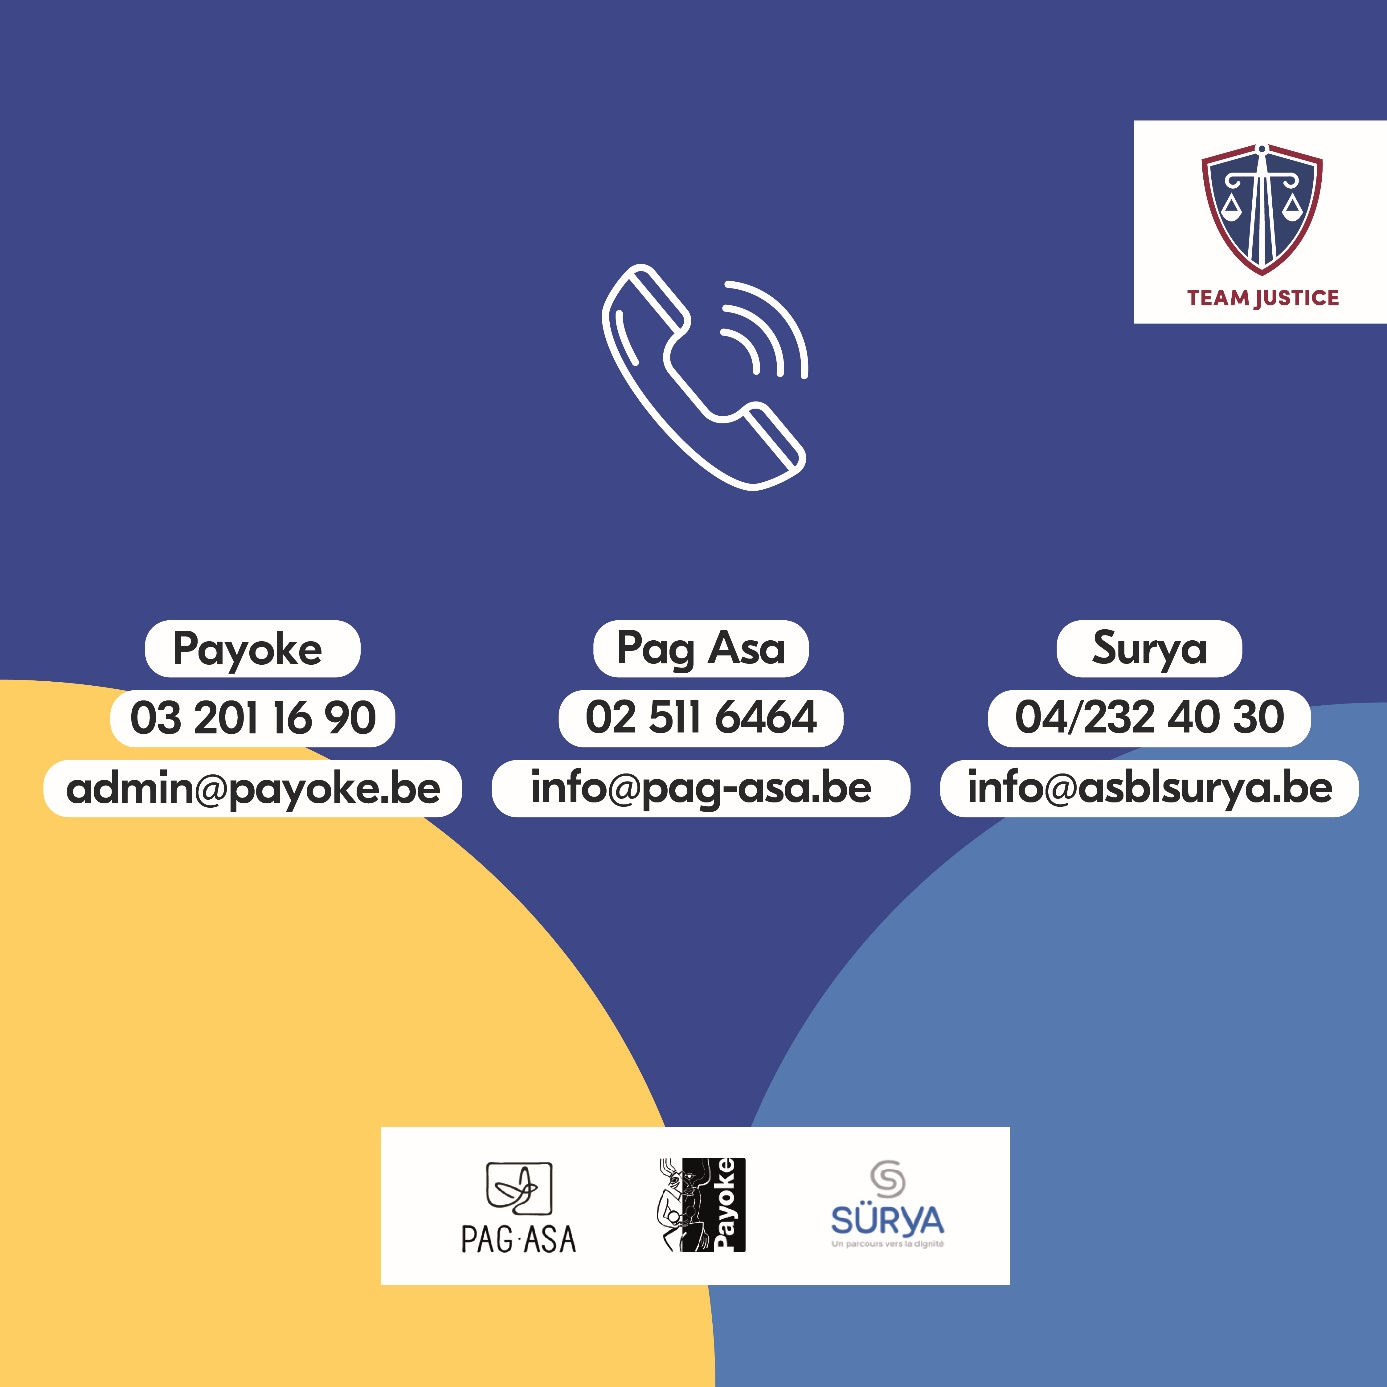 TEAM JUSTICE
Payoke
03 201 16 90
admin@payoke.be
Pag Asa
02 511 6464
info@pag-asa.be
Surya
04/232 40 30
info@asblsurya.be
PAG·ASA
Payoke
SÜRYA
Un parcours vers la dignité